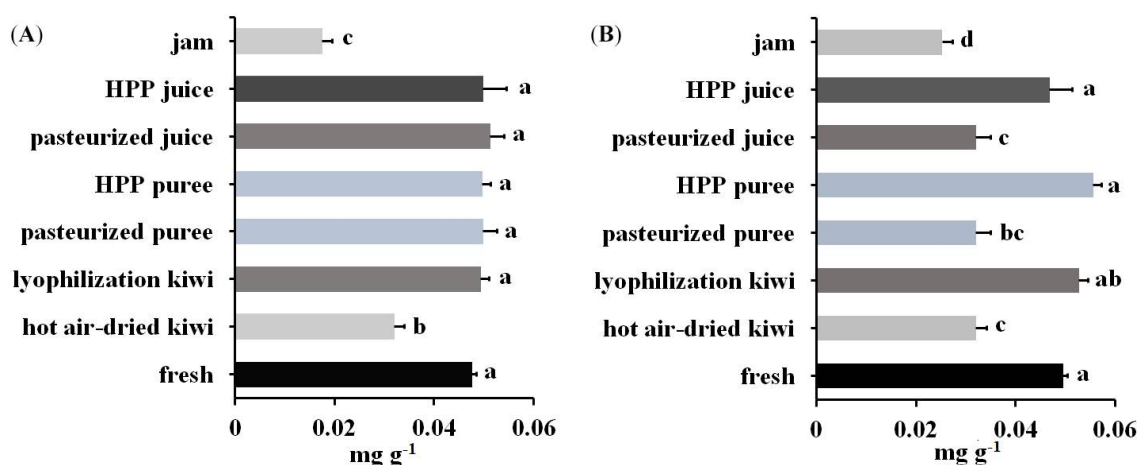 (A)
jam c
HPP juice a
pasteurized juice a
HPP puree a
pasteurized puree a
lyophilization kiwi a
hot air-dried kiwi b
fresh a
0 0.02 0.04 0.06
mg g-1
(B)
jam d
HPP juice a
pasteurized juice c
HPP puree a
pasteurized puree bc
lyophilization kiwi ab
hot air-dried kiwi c
fresh a
0 0.02 0.04 0.06
mg g-1